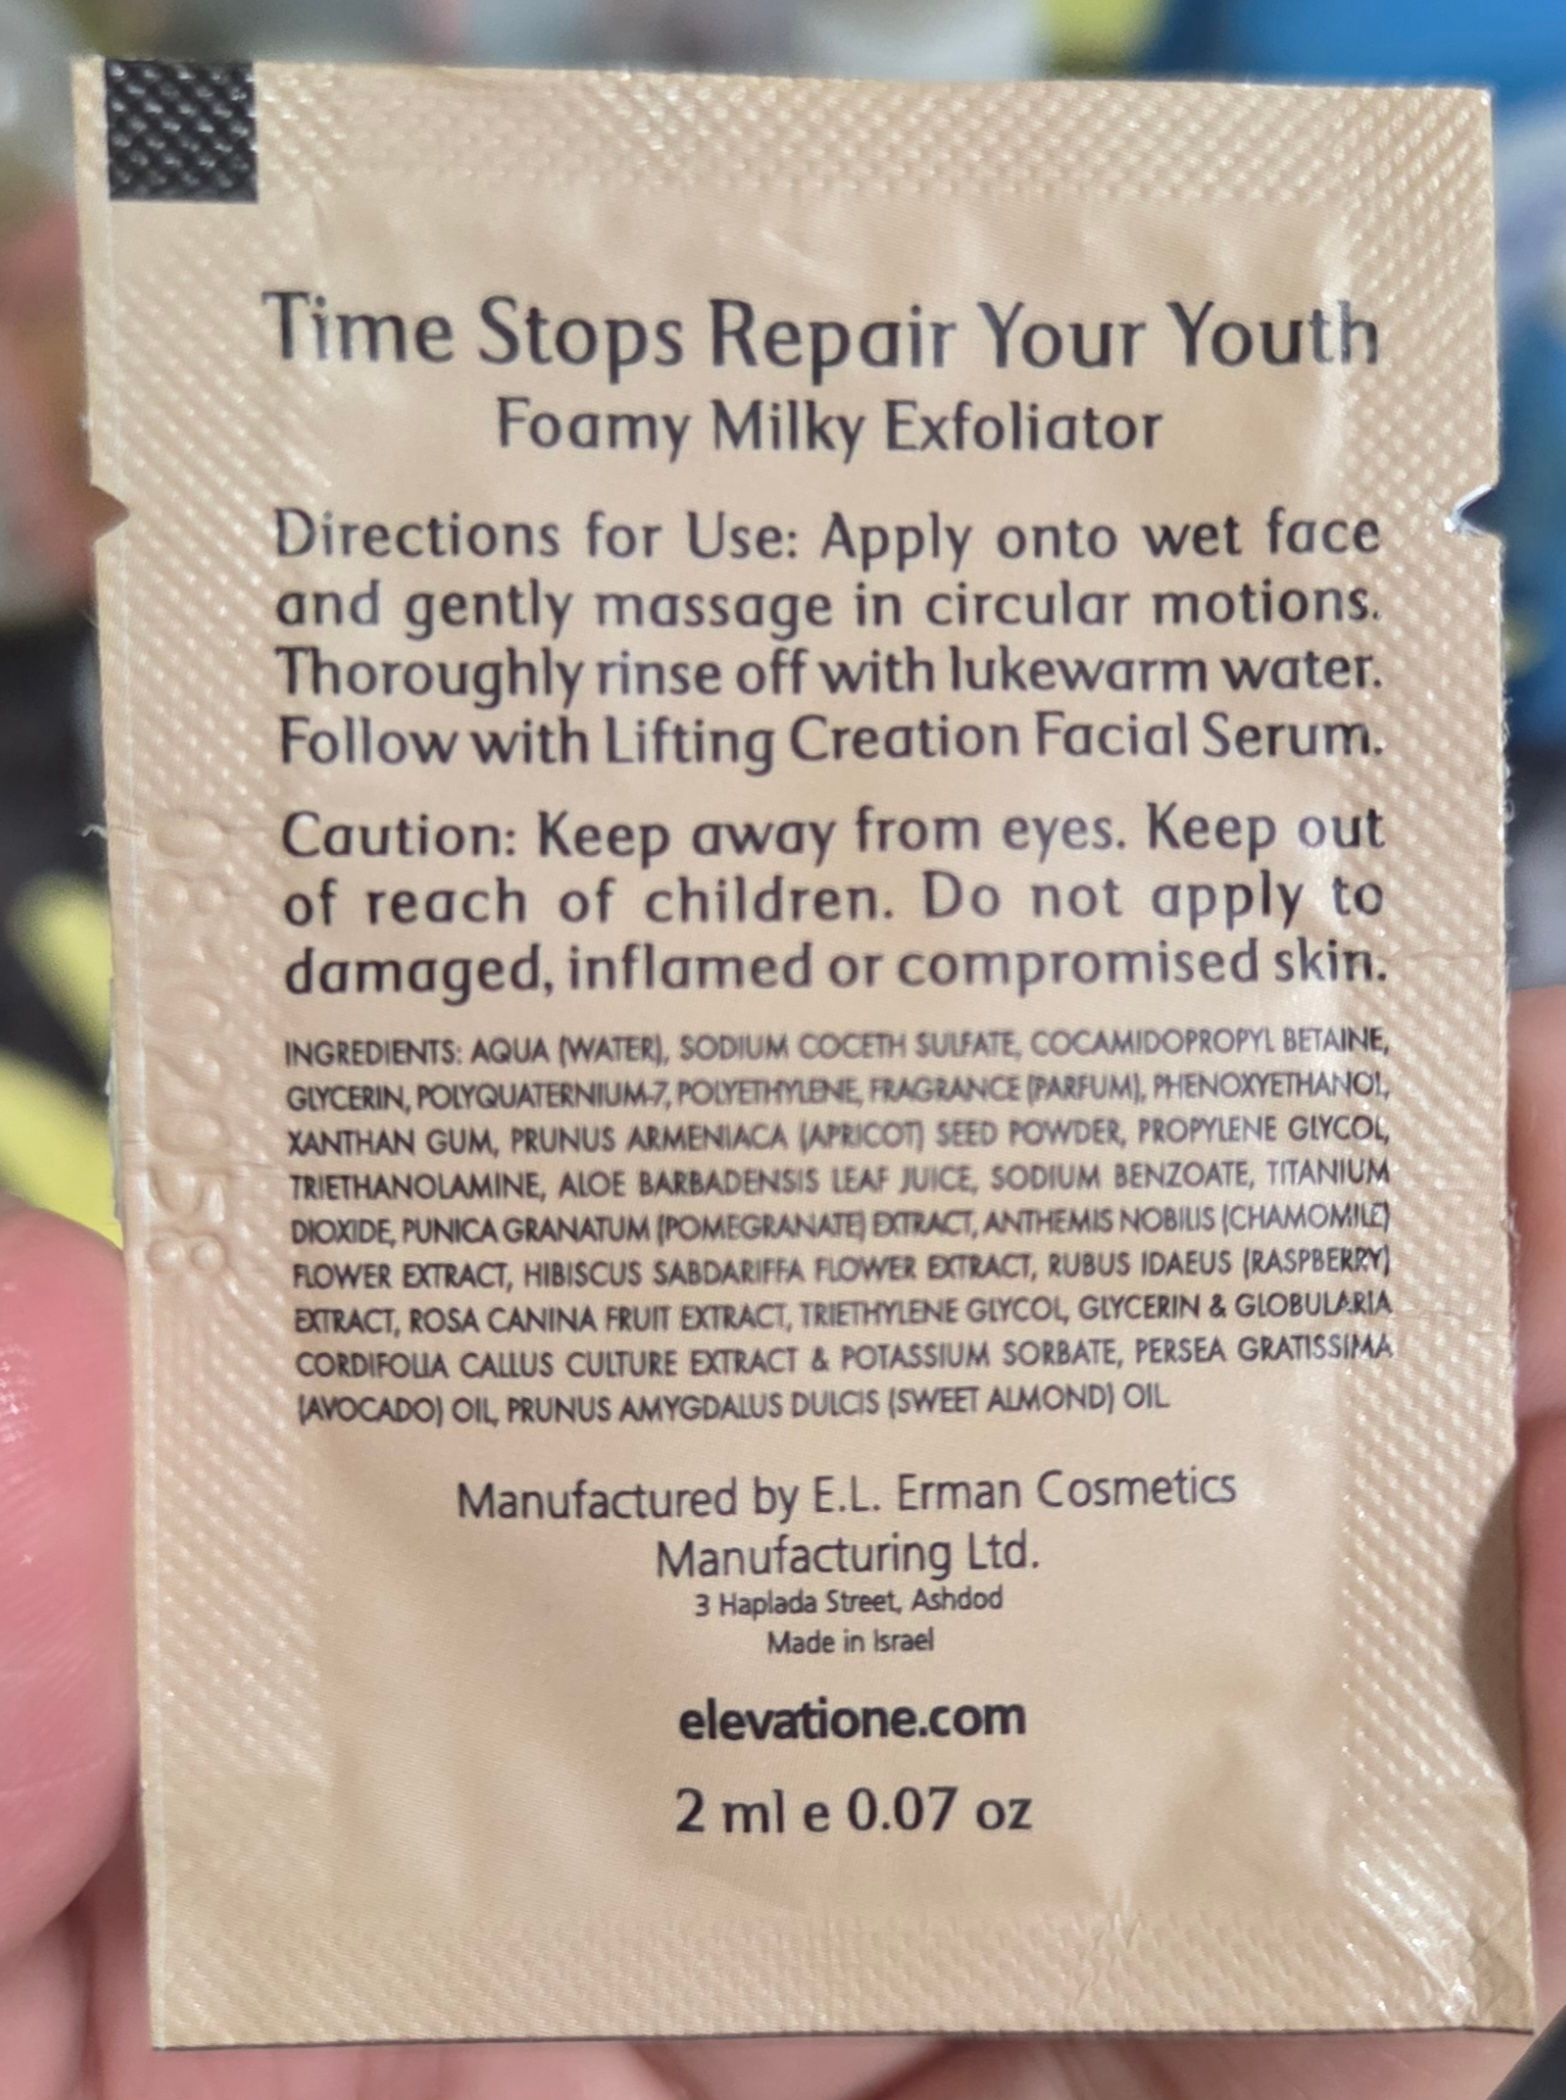 Time Stops Repair Your Youth
Foamy Milky Exfoliator
Directions for Use: Apply onto wet face
and gently massage in circular motions.
Thoroughly rinse off with lukewarm water.
Follow with Lifting Creation Facial Serum.
Caution: Keep away from eyes. Keep out
of reach of children. Do not apply to
damaged, inflamed or compromised skin.
INGREDIENTS: AQUA (WATER), SODIUM COCETH SULFATE, COCAMIDOPROPYL BETAINE,
GLYCERIN, POLYQUATERNIUM-7, POLYETHYLENE, FRAGRANCE (PARFUM), PHENOXYETHANOL,
XANTHAN GUM, PRUNUS ARMENIACA (APRICOT) SEED POWDER, PROPYLENE GLYCOL,
TRIETHANOLAMINE, ALOE BARBADENSIS LEAF JUICE, SODIUM BENZOATE, TITANIUM
DIOXIDE, PUNICA GRANATUM (POMEGRANATE) EXTRACT, ANTHEMIS NOBILIS (CHAMOMILE)
FLOWER EXTRACT, HIBISCUS SABDARIFFA FLOWER EXTRACT, RUBUS IDAEUS (RASPBERRY)
EXTRACT, ROSA CANINA FRUIT EXTRACT, TRIETHYLENE GLYCOL, GLYCERIN & GLOBULARIA
CORDIFOLIA CALLUS CULTURE EXTRACT & POTASSIUM SORBATE, PERSEA GRATISSIMA
(AVOCADO) OIL, PRUNUS AMYGDALUS DULCIS (SWEET ALMOND) OIL
Manufactured by E.L. Erman Cosmetics
Manufacturing Ltd.
3 Haplada Street, Ashdod
Made in Israel
elevatione.com
2 ml e 0.07 oz